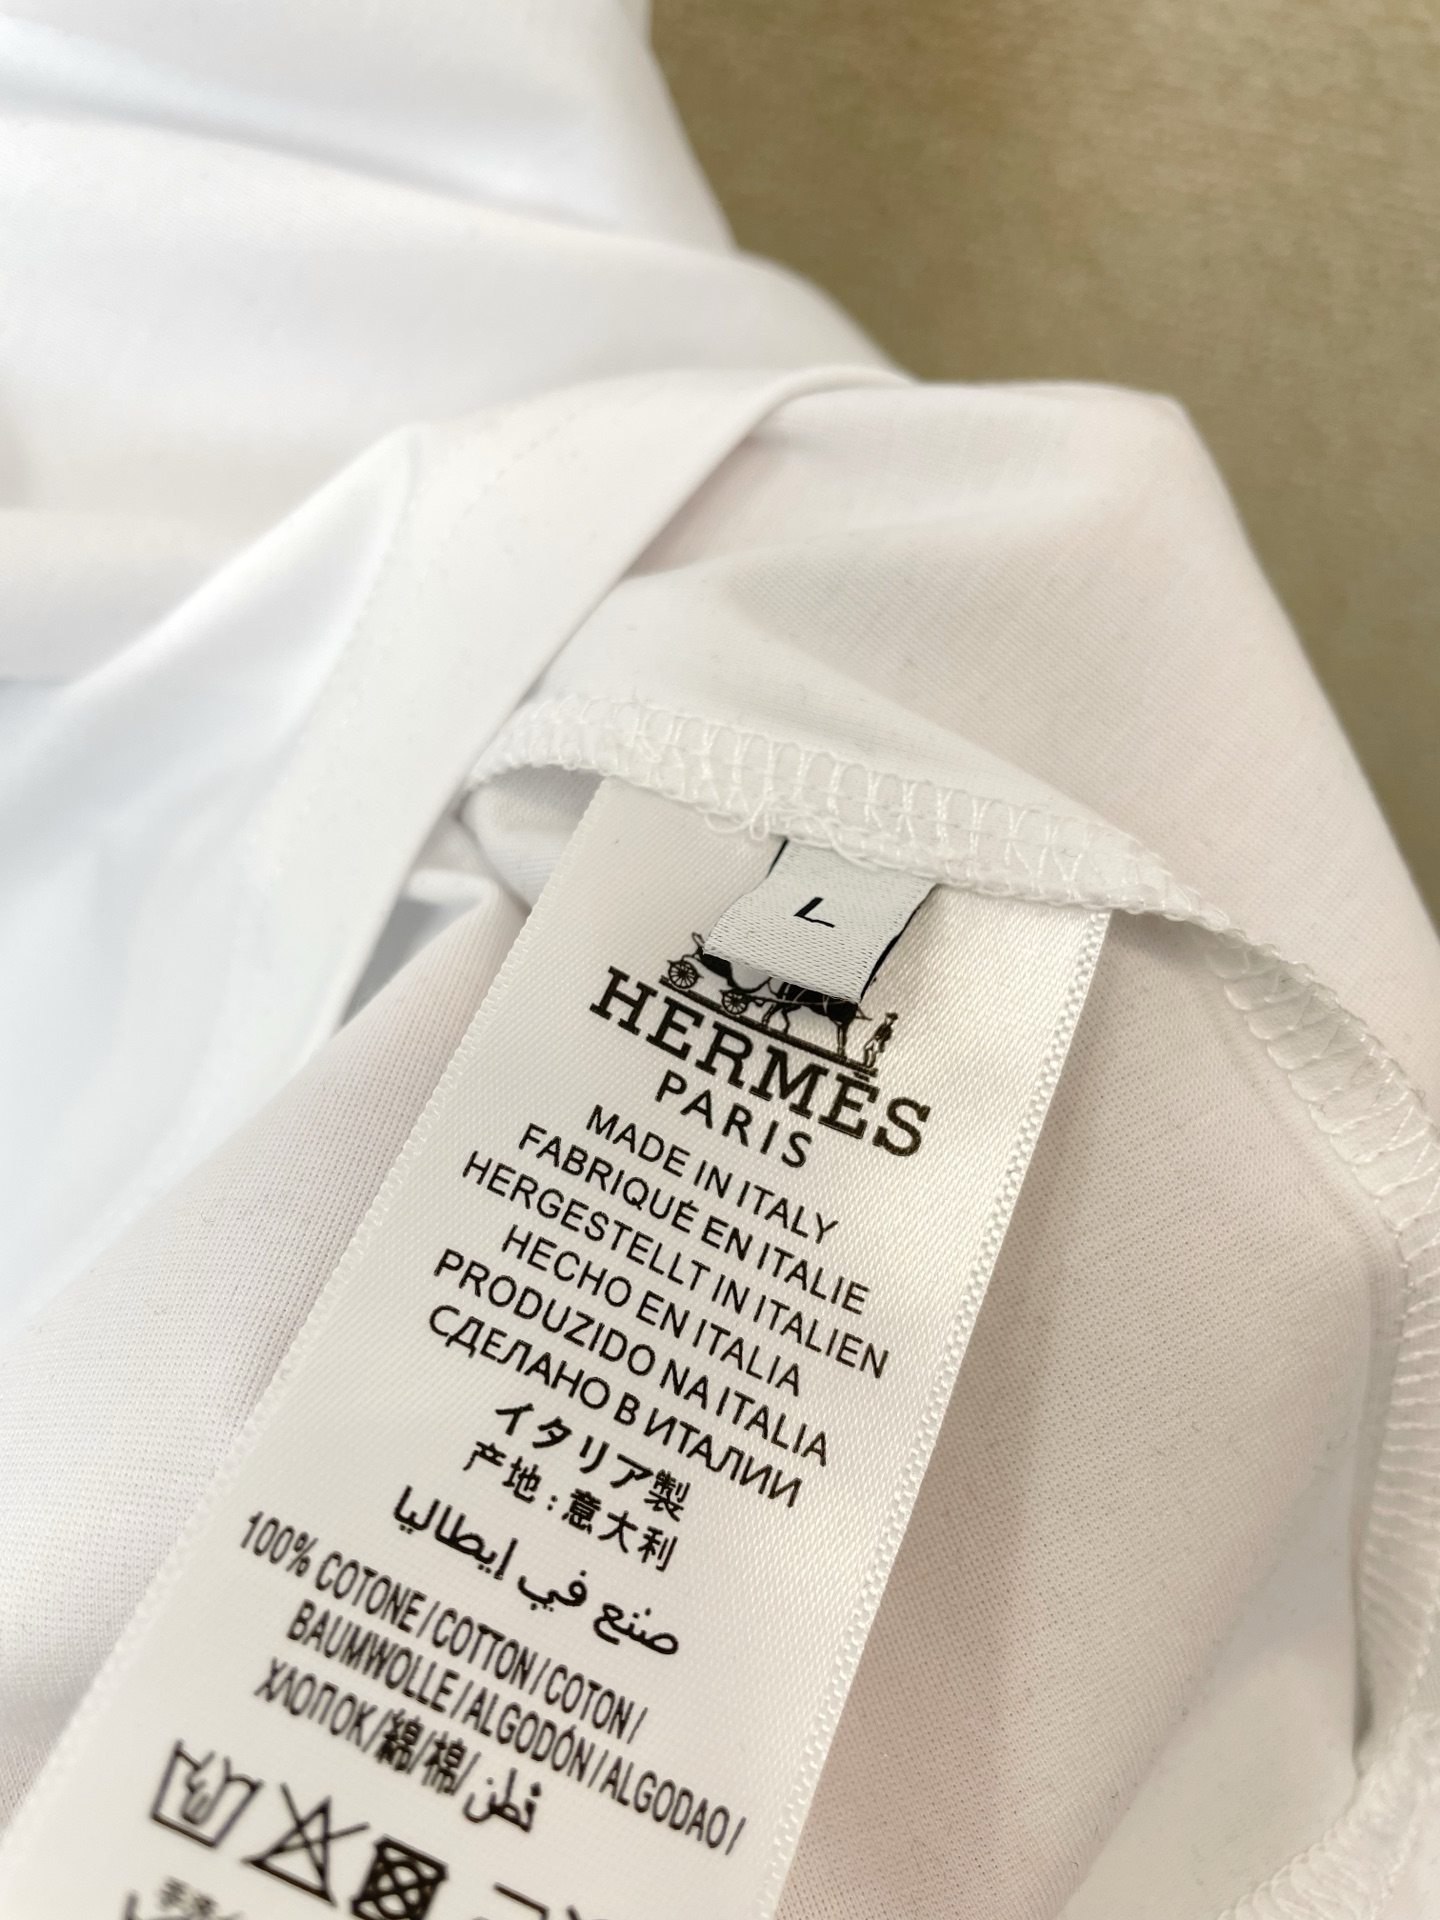 L
HERMÈS
PARIS
MADE IN ITALY
FABRIQUÉ EN ITALIE
HERGESTELLT IN ITALIEN
HECHO EN ITALIA
PRODUZIDO NA ITALIA
СДЕЛАНО В ИТАЛИИ
イタリア製
产地:意大利
صنع في إيطاليا
100% COTONE/COTTON/COTON/
BAUMWOLLE/ALGODÓN/ALGODAO/
ХЛОПОК/綿/棉/قطن